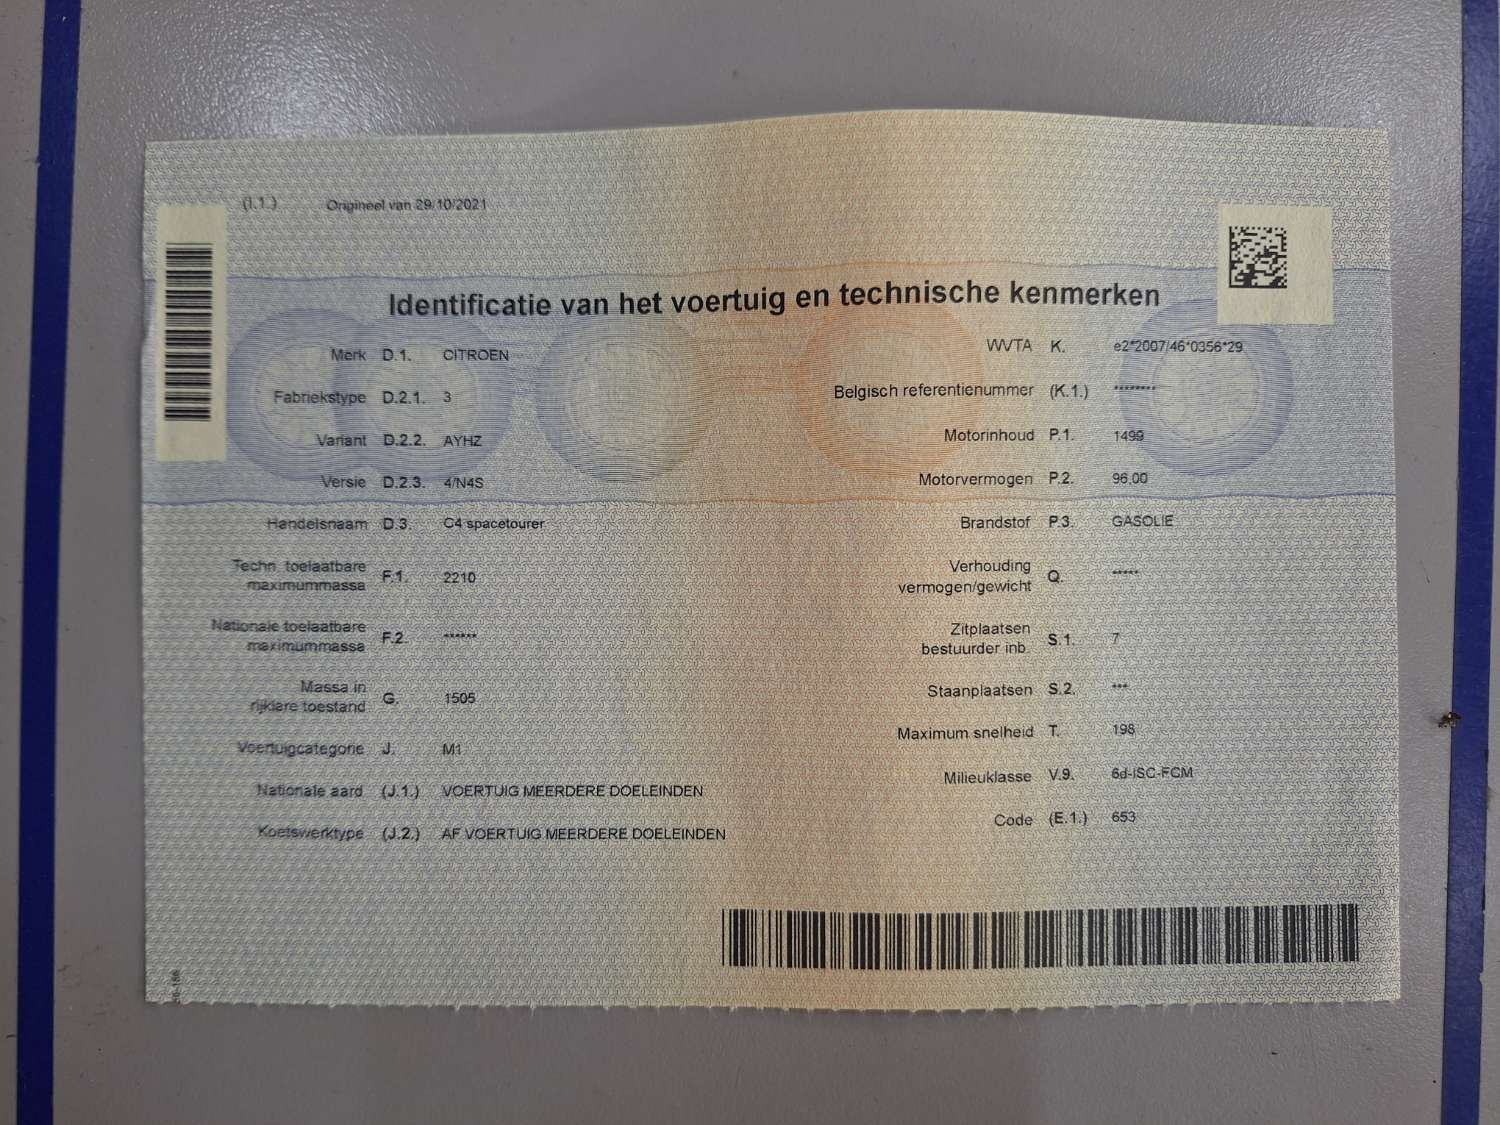 (I.1.) Origineel van 29/10/2021
Identificatie van het voertuig en technische kenmerken
Merk D.1. CITROEN
Fabriekstype D.2.1. 3
Variant D.2.2. AYHZ
Versie D.2.3. 4/N4S
Handelsnaam D.3. C4 spacetourer
Techn. toelaatbare
maximummassa F.1. 2210
Nationale toelaatbare
maximummassa F.2. ******
Massa in
rijklare toestand G. 1505
Voertuigcategorie J. M1
Nationale aard (J.1.) VOERTUIG MEERDERE DOELEINDEN
Koetswerktype (J.2.) AF VOERTUIG MEERDERE DOELEINDEN
WVTA K. e2*2007/46*0356*29
Belgisch referentienummer (K.1.) ********
Motorinhoud P.1. 1499
Motorvermogen P.2. 96,00
Brandstof P.3. GASOLIE
Verhouding
vermogen/gewicht Q. *****
Zitplaatsen
bestuurder inb. S.1. 7
Staanplaatsen S.2. ***
Maximum snelheid T. 198
Milieuklasse V.9. 6d-ISC-FCM
Code (E.1.) 653